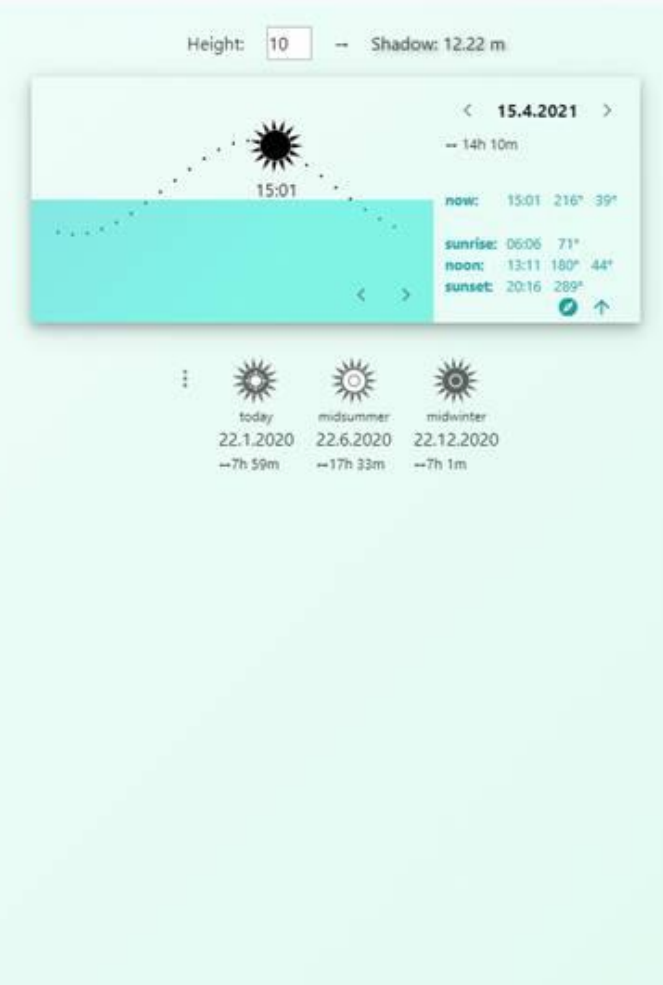 Height: 10 -- Shadow: 12.22 m
15.4.2021
-- 14h 10m
15:01
now: 15:01 216° 39°
sunrise: 06:06 71°
noon: 13:11 180° 44°
sunset: 20:16 289°
today midsummer midwinter
22.1.2020 22.6.2020 22.12.2020
--7h 59m --17h 33m --7h 1m